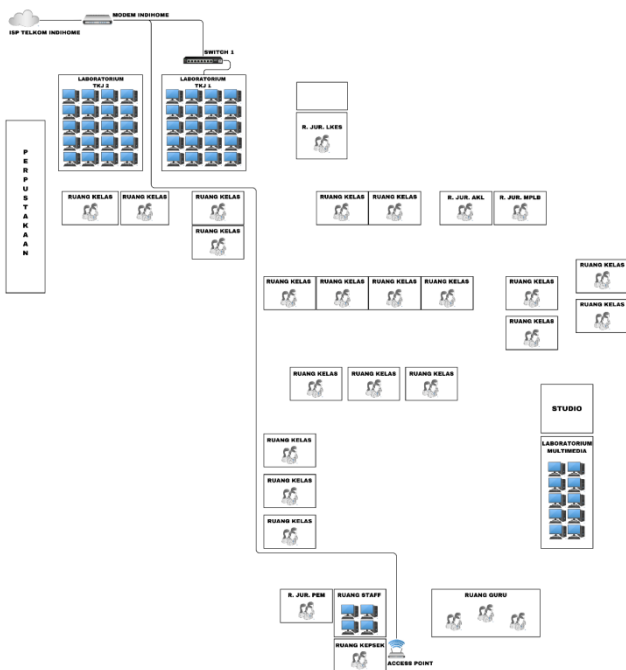 MODEM INDIHOME
ISP TELKOM INDIHOME
SWITCH 1
LABORATORIUM
TKJ 2
LABORATORIUM
TKJ 1
R. JUR. LKES
PERPUSTAKAAN
RUANG KELAS
RUANG KELAS
RUANG KELAS
RUANG KELAS
RUANG KELAS
R. JUR. AKL
R. JUR. MPLB
RUANG KELAS
RUANG KELAS
RUANG KELAS
RUANG KELAS
RUANG KELAS
RUANG KELAS
RUANG KELAS
RUANG KELAS
RUANG KELAS
RUANG KELAS
RUANG KELAS
RUANG KELAS
RUANG KELAS
STUDIO
LABORATORIUM
MULTIMEDIA
RUANG KELAS
RUANG KELAS
RUANG KELAS
R. JUR. PEM
RUANG STAFF
RUANG GURU
RUANG KEPSEK
ACCESS POINT